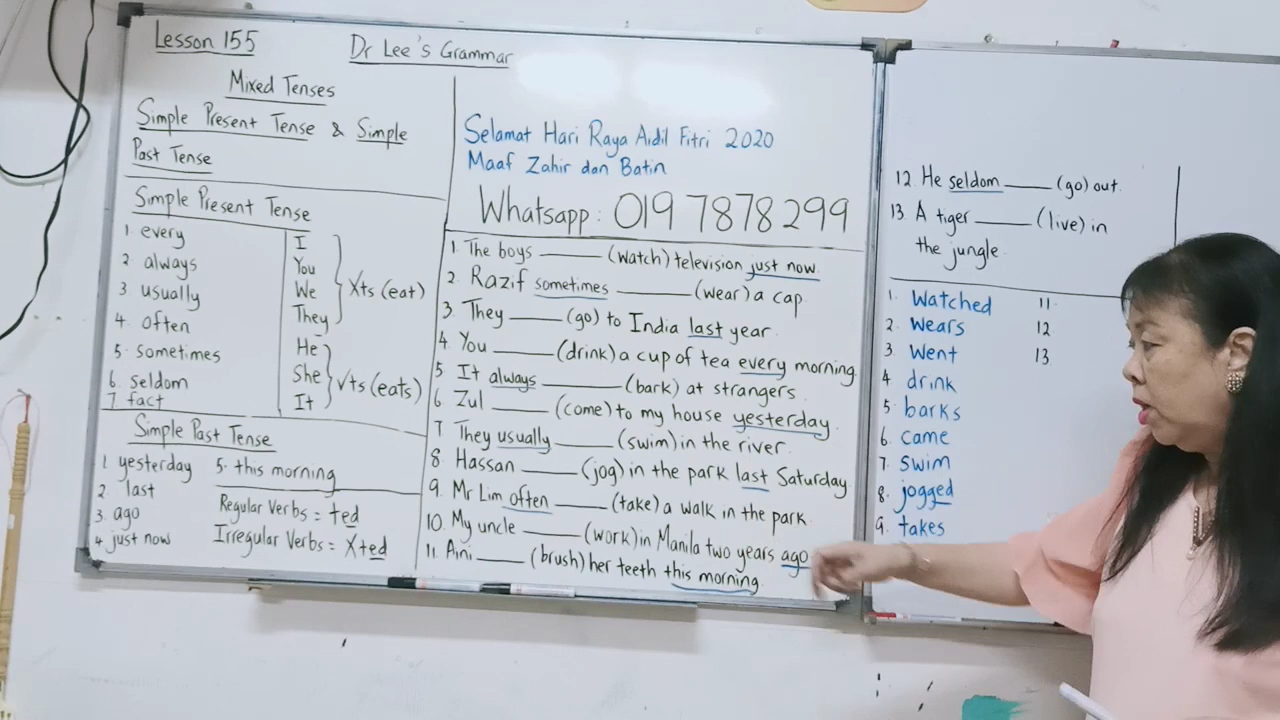 Lesson 155
Dr Lee's Grammar
Mixed Tenses
Simple Present Tense & Simple
Past Tense
Simple Present Tense
1 every
2 always
3 usually
4. often
5. sometimes
6. seldom
7 fact
I
You
We
They
X+s (eat)
He
She
It
√+s (eats)
Simple Past Tense
1 yesterday
2. last
3. ago
4. just now
5. this morning
Regular Verbs = +ed
Irregular Verbs = X+ed
Selamat Hari Raya Aidil Fitri 2020
Maaf Zahir dan Batin
Whatsapp : 019 7878 299
1. The boys ______ (watch) television just now.
2. Razif sometimes ______ (wear) a cap.
3. They ______ (go) to India last year.
4. You ______ (drink) a cup of tea every morning.
5 It always ______ (bark) at strangers.
6. Zul ______ (come) to my house yesterday.
7 They usually ______ (swim) in the river.
8. Hassan ______ (jog) in the park last Saturday
9. Mr Lim often ______ (take) a walk in the park.
10. My uncle ______ (work) in Manila two years ago
11. Aini ______ (brush) her teeth this morning.
12. He seldom ______ (go) out.
13. A tiger ______ (live) in
the jungle.
1. Watched
2. Wears
3. Went
4 drink
5. barks
6. came
7. swim
8. jogged
9. takes
11.
12
13